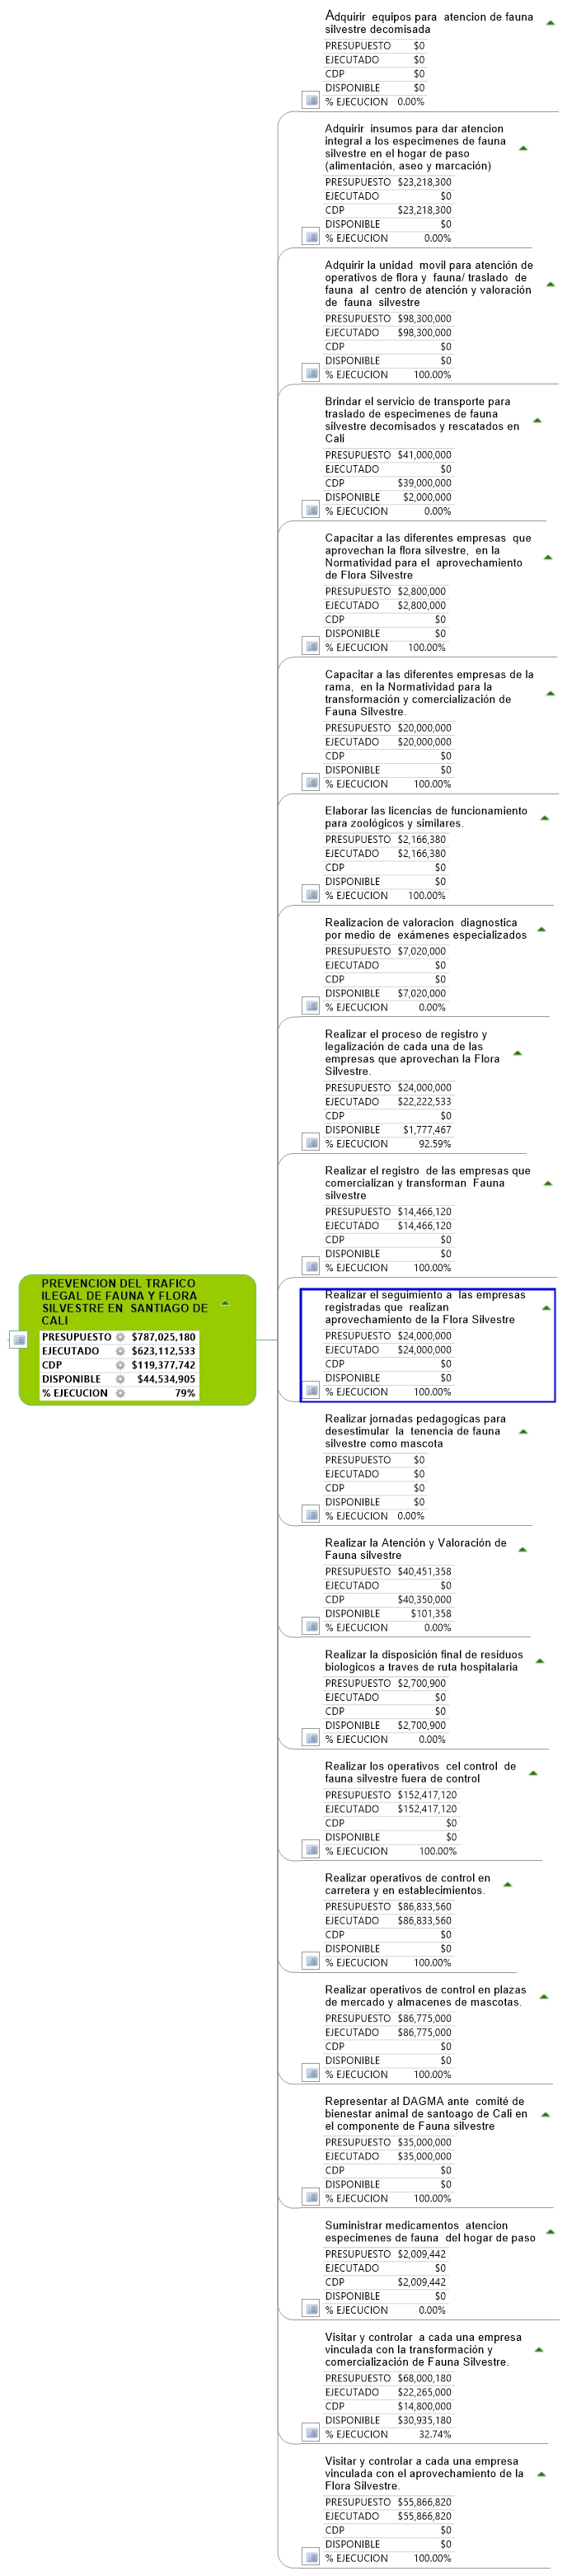 Adquirir equipos para atencion de fauna
silvestre decomisada
PRESUPUESTO $0
EJECUTADO $0
CDP $0
DISPONIBLE $0
% EJECUCION 0.00%
Adquirir insumos para dar atencion
integral a los especimenes de fauna
silvestre en el hogar de paso
(alimentación, aseo y marcación)
PRESUPUESTO $23,218,300
EJECUTADO $0
CDP $23,218,300
DISPONIBLE $0
% EJECUCION 0.00%
Adquirir la unidad movil para atención de
operativos de flora y fauna/ traslado de
fauna al centro de atención y valoración
de fauna silvestre
PRESUPUESTO $98,300,000
EJECUTADO $98,300,000
CDP $0
DISPONIBLE $0
% EJECUCION 100.00%
Brindar el servicio de transporte para
traslado de especimenes de fauna
silvestre decomisados y rescatados en
Cali
PRESUPUESTO $41,000,000
EJECUTADO $0
CDP $39,000,000
DISPONIBLE $2,000,000
% EJECUCION 0.00%
Capacitar a las diferentes empresas que
aprovechan la flora silvestre, en la
Normatividad para el aprovechamiento
de Flora Silvestre
PRESUPUESTO $2,800,000
EJECUTADO $2,800,000
CDP $0
DISPONIBLE $0
% EJECUCION 100.00%
Capacitar a las diferentes empresas de la
rama, en la Normatividad para la
transformación y comercialización de
Fauna Silvestre.
PRESUPUESTO $20,000,000
EJECUTADO $20,000,000
CDP $0
DISPONIBLE $0
% EJECUCION 100.00%
Elaborar las licencias de funcionamiento
para zoológicos y similares.
PRESUPUESTO $2,166,380
EJECUTADO $2,166,380
CDP $0
DISPONIBLE $0
% EJECUCION 100.00%
Realizacion de valoracion diagnostica
por medio de exámenes especializados
PRESUPUESTO $7,020,000
EJECUTADO $0
CDP $0
DISPONIBLE $7,020,000
% EJECUCION 0.00%
Realizar el proceso de registro y
legalización de cada una de las
empresas que aprovechan la Flora
Silvestre.
PRESUPUESTO $24,000,000
EJECUTADO $22,222,533
CDP $0
DISPONIBLE $1,777,467
% EJECUCION 92.59%
Realizar el registro de las empresas que
comercializan y transforman Fauna
silvestre
PRESUPUESTO $14,466,120
EJECUTADO $14,466,120
CDP $0
DISPONIBLE $0
% EJECUCION 100.00%
PREVENCION DEL TRAFICO
ILEGAL DE FAUNA Y FLORA
SILVESTRE EN SANTIAGO DE
CALI
PRESUPUESTO $787,025,180
EJECUTADO $623,112,533
CDP $119,377,742
DISPONIBLE $44,534,905
% EJECUCION 79%
Realizar el seguimiento a las empresas
registradas que realizan
aprovechamiento de la Flora Silvestre
PRESUPUESTO $24,000,000
EJECUTADO $24,000,000
CDP $0
DISPONIBLE $0
% EJECUCION 100.00%
Realizar jornadas pedagogicas para
desestimular la tenencia de fauna
silvestre como mascota
PRESUPUESTO $0
EJECUTADO $0
CDP $0
DISPONIBLE $0
% EJECUCION 0.00%
Realizar la Atención y Valoración de
Fauna silvestre
PRESUPUESTO $40,451,358
EJECUTADO $0
CDP $40,350,000
DISPONIBLE $101,358
% EJECUCION 0.00%
Realizar la disposición final de residuos
biologicos a traves de ruta hospitalaria
PRESUPUESTO $2,700,900
EJECUTADO $0
CDP $0
DISPONIBLE $2,700,900
% EJECUCION 0.00%
Realizar los operativos cel control de
fauna silvestre fuera de control
PRESUPUESTO $152,417,120
EJECUTADO $152,417,120
CDP $0
DISPONIBLE $0
% EJECUCION 100.00%
Realizar operativos de control en
carretera y en establecimientos.
PRESUPUESTO $86,833,560
EJECUTADO $86,833,560
CDP $0
DISPONIBLE $0
% EJECUCION 100.00%
Realizar operativos de control en plazas
de mercado y almacenes de mascotas.
PRESUPUESTO $86,775,000
EJECUTADO $86,775,000
CDP $0
DISPONIBLE $0
% EJECUCION 100.00%
Representar al DAGMA ante comité de
bienestar animal de santoago de Cali en
el componente de Fauna silvestre
PRESUPUESTO $35,000,000
EJECUTADO $35,000,000
CDP $0
DISPONIBLE $0
% EJECUCION 100.00%
Suministrar medicamentos atencion
especimenes de fauna del hogar de paso
PRESUPUESTO $2,009,442
EJECUTADO $0
CDP $2,009,442
DISPONIBLE $0
% EJECUCION 0.00%
Visitar y controlar a cada una empresa
vinculada con la transformación y
comercialización de Fauna Silvestre.
PRESUPUESTO $68,000,180
EJECUTADO $22,265,000
CDP $14,800,000
DISPONIBLE $30,935,180
% EJECUCION 32.74%
Visitar y controlar a cada una empresa
vinculada con el aprovechamiento de la
Flora Silvestre.
PRESUPUESTO $55,866,820
EJECUTADO $55,866,820
CDP $0
DISPONIBLE $0
% EJECUCION 100.00%